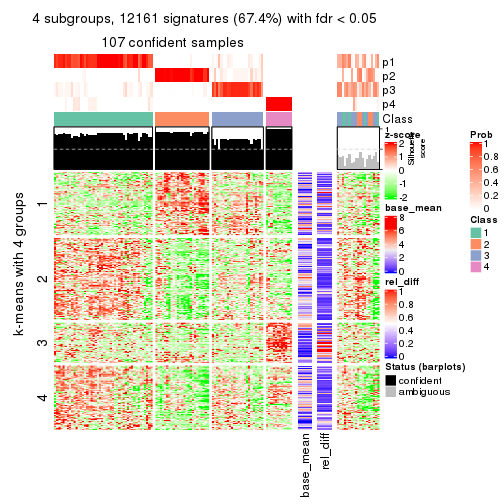 4 subgroups, 12161 signatures (67.4%) with fdr < 0.05
107 confident samples
p1
p2
p3
p4
Class
1
Silhouette
score
k-means with 4 groups
1
2
3
4
base_mean
rel_diff
z-score
2
1
0
-1
-2
base_mean
8
6
4
2
0
rel_diff
1
0.8
0.6
0.4
0.2
0
Status (barplots)
confident
ambiguous
Prob
1
0.8
0.6
0.4
0.2
0
Class
1
2
3
4